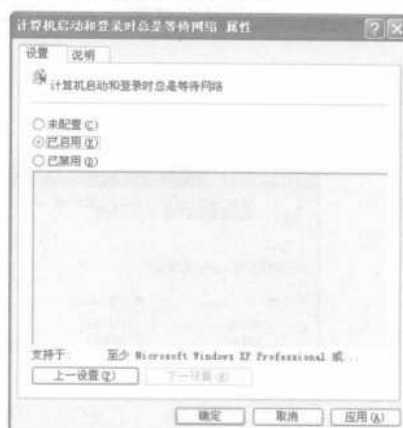 计算机启动和登录时总是等待网络 属性
设置 说明
计算机启动和登录时总是等待网络
未配置(C)
已启用(E)
已禁用(D)
支持于: 至少 Microsoft Windows XP Professional 或...
上一设置(P) 下一设置(N)
确定 取消 应用(A)